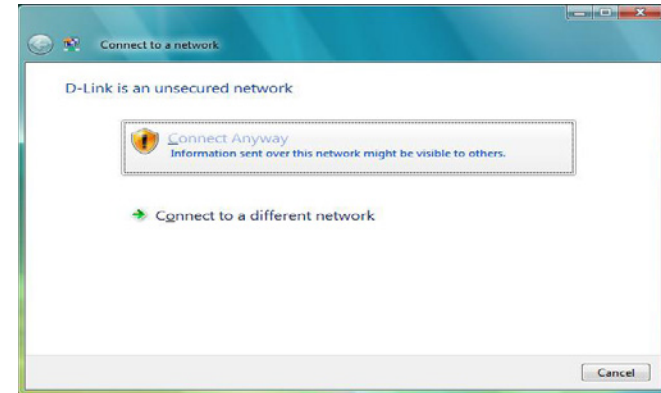 Connect to a network
D-Link is an unsecured network
Connect Anyway
Information sent over this network might be visible to others.
Connect to a different network
Cancel